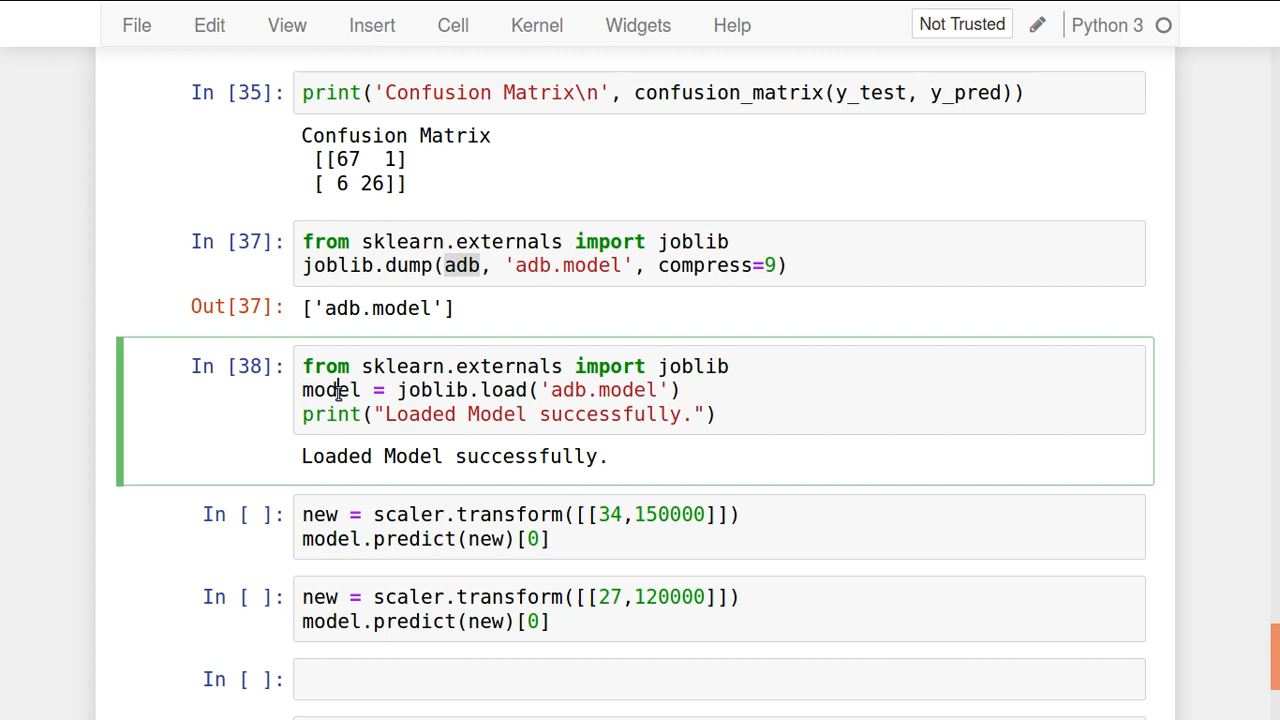 File Edit View Insert Cell Kernel Widgets Help Not Trusted Python 3
In [35]: print('Confusion Matrix\n', confusion_matrix(y_test, y_pred))
Confusion Matrix
[[67  1]
[ 6 26]]
In [37]: from sklearn.externals import joblib
joblib.dump(adb, 'adb.model', compress=9)
Out[37]: ['adb.model']
In [38]: from sklearn.externals import joblib
model = joblib.load('adb.model')
print("Loaded Model successfully.")
Loaded Model successfully.
In [ ]: new = scaler.transform([[34,150000]])
model.predict(new)[0]
In [ ]: new = scaler.transform([[27,120000]])
model.predict(new)[0]
In [ ]: